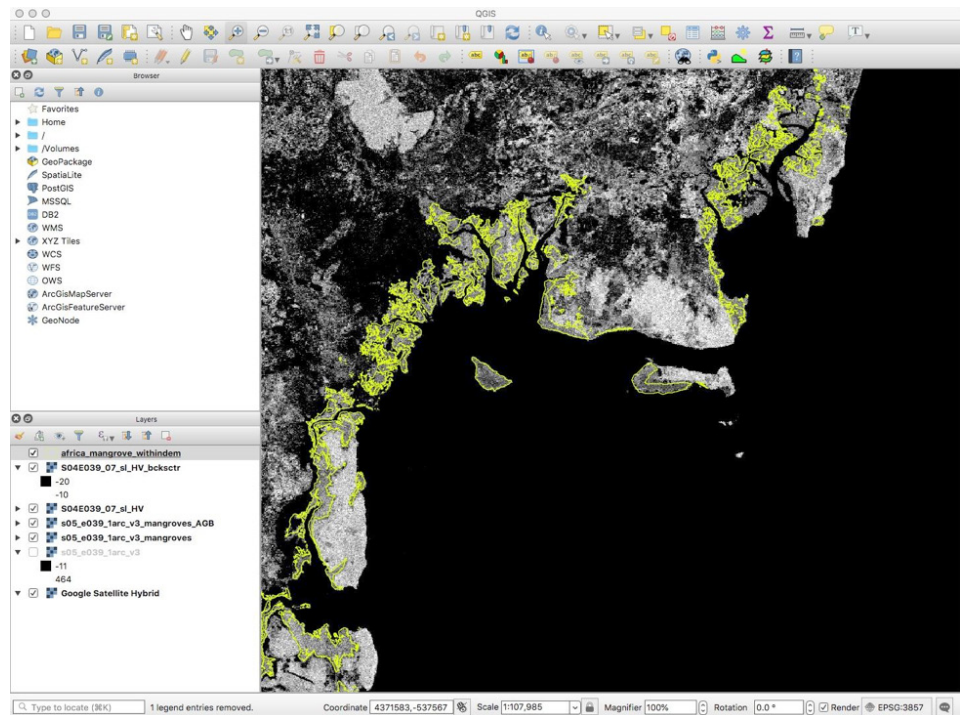 QGIS
Browser
Favorites
Home
/
/Volumes
GeoPackage
SpatiaLite
PostGIS
MSSQL
DB2
WMS
XYZ Tiles
WCS
WFS
OWS
ArcGisMapServer
ArcGisFeatureServer
GeoNode
Layers
africa_mangrove_withindem
S04E039_07_sl_HV_bcksctr
-20
-10
S04E039_07_sl_HV
s05_e039_1arc_v3_mangroves_AGB
s05_e039_1arc_v3_mangroves
s05_e039_1arc_v3
-11
464
Google Satellite Hybrid
Type to locate (⌘K) 1 legend entries removed. Coordinate 4371583,-537567 Scale 1:107,985 Magnifier 100% Rotation 0.0 ° Render EPSG:3857